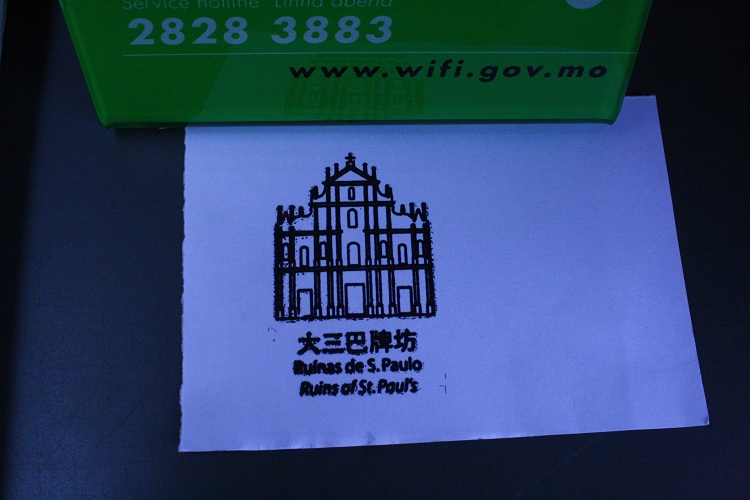 Service hotline Linha aberta
2828 3883
www.wifi.gov.mo
大三巴牌坊
Ruinas de S. Paulo
Ruins of St. Paul's